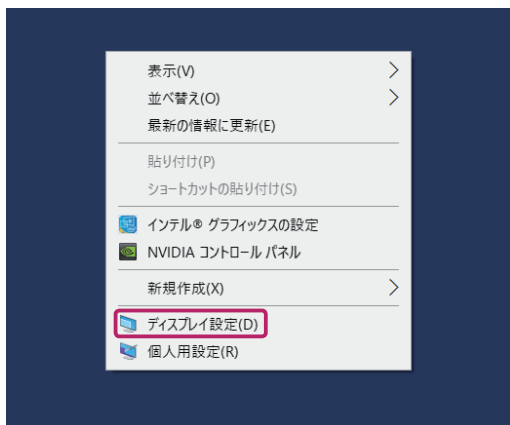 表示(V)
並べ替え(O)
最新の情報に更新(E)
貼り付け(P)
ショートカットの貼り付け(S)
インテル® グラフィックスの設定
NVIDIA コントロール パネル
新規作成(X)
ディスプレイ設定(D)
個人用設定(R)